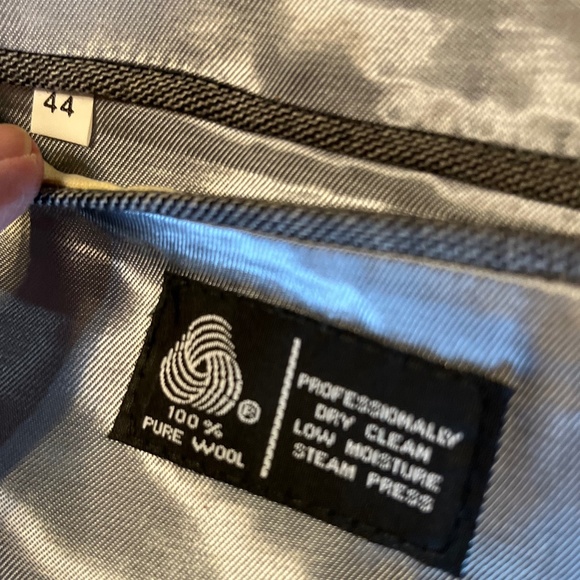 44
100%
PURE WOOL
®
PROFESSIONALLY
DRY CLEAN
LOW MOISTURE
STEAM PRESS